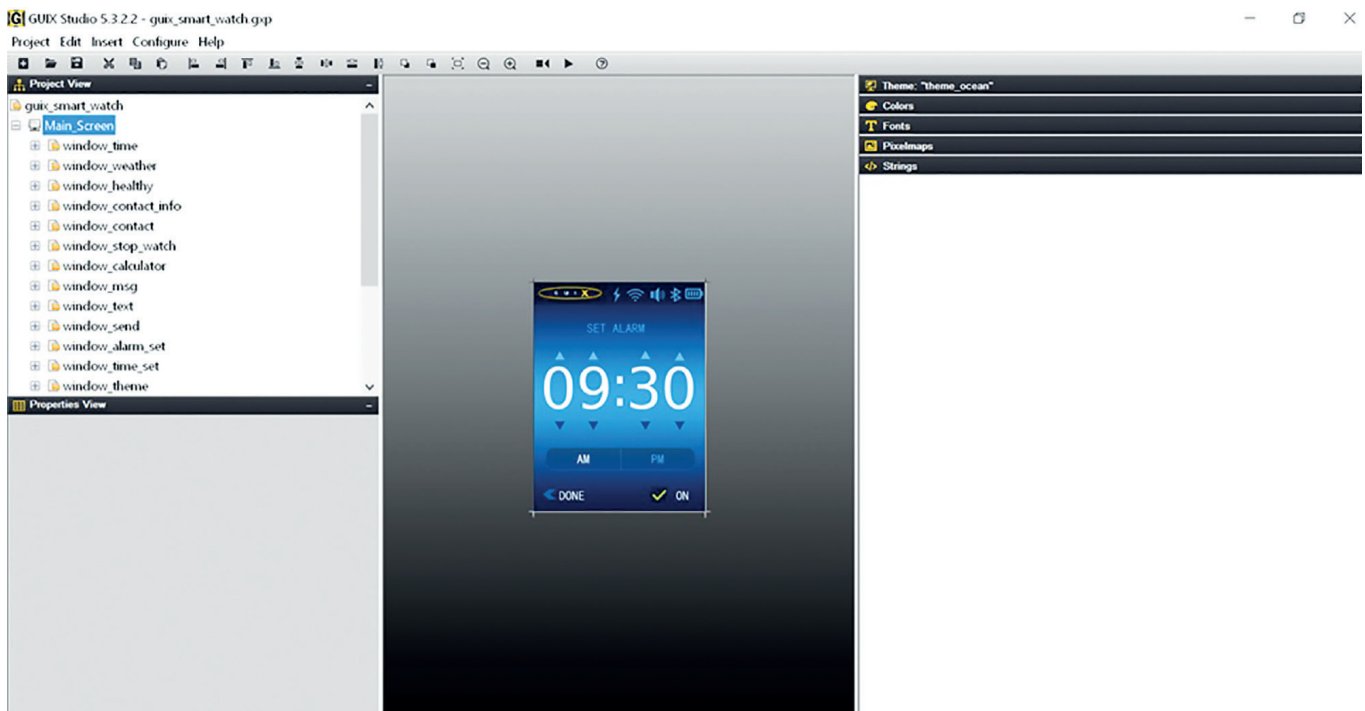 GUIX Studio 5.3.2.2 - guix_smart_watch.gxp
Project Edit Insert Configure Help
Project View
guix_smart_watch
Main_Screen
window_time
window_weather
window_healthy
window_contact_info
window_contact
window_stop_watch
window_calculator
window_msg
window_text
window_send
window_alarm_set
window_time_set
window_theme
Properties View
SET ALARM
09:30
AM PM
DONE ON
Theme: "theme_ocean"
Colors
Fonts
Pixelmaps
Strings